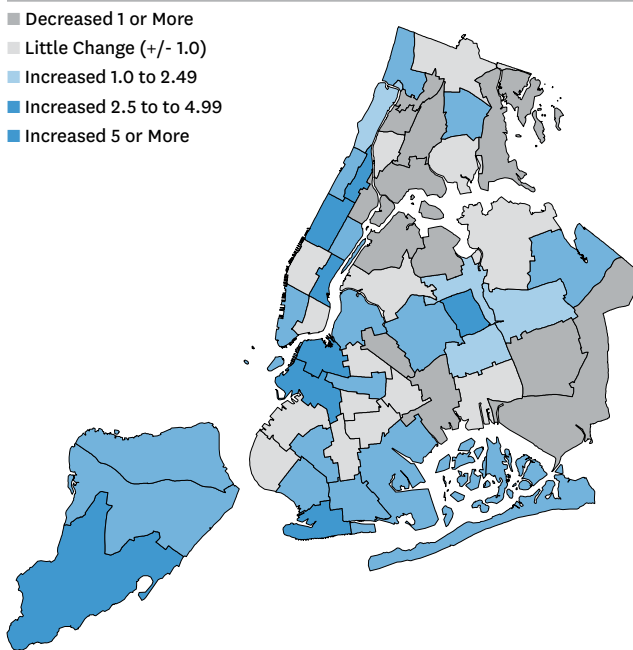 Decreased 1 or More
Little Change (+/- 1.0)
Increased 1.0 to 2.49
Increased 2.5 to to 4.99
Increased 5 or More